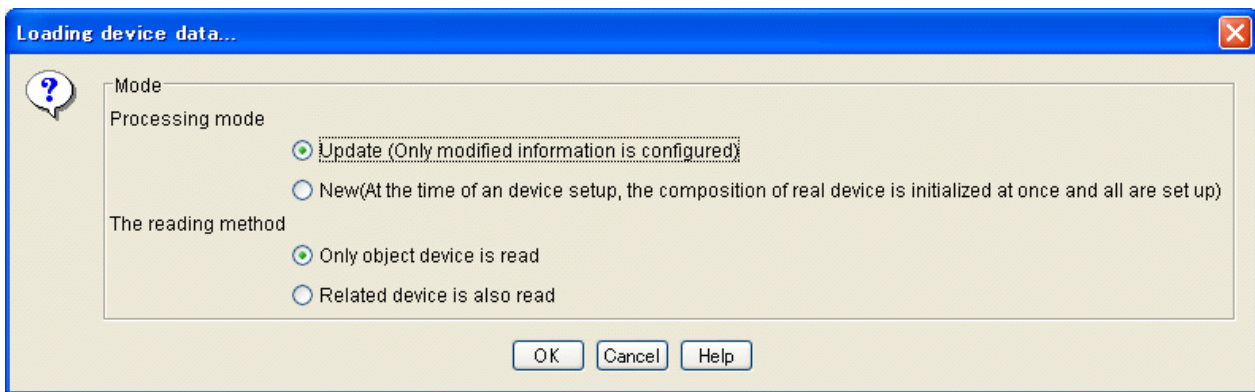 Loading device data...
Mode
Processing mode
Update (Only modified information is configured)
New(At the time of an device setup, the composition of real device is initialized at once and all are set up)
The reading method
Only object device is read
Related device is also read
OK Cancel Help